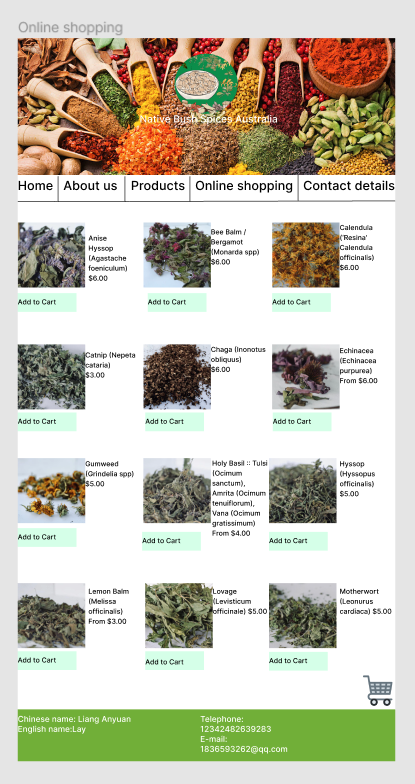 Online shopping
Native Bush Spices Australia
Home
About us
Products
Online shopping
Contact details
Anise
Hyssop
(Agastache
foeniculum)
$6.00
Add to Cart
Bee Balm /
Bergamot
(Monarda spp)
$6.00
Add to Cart
Calendula
('Resina'
Calendula
officinalis)
$6.00
Add to Cart
Catnip (Nepeta
cataria)
$3.00
Add to Cart
Chaga (Inonotus
obliquus)
$6.00
Add to Cart
Echinacea
(Echinacea
purpurea)
From $6.00
Add to Cart
Gumweed
(Grindelia spp)
$5.00
Add to Cart
Holy Basil :: Tulsi
(Ocimum
sanctum),
Amrita (Ocimum
tenuiflorum),
Vana (Ocimum
gratissimum)
From $4.00
Add to Cart
Hyssop
(Hyssopus
officinalis)
$5.00
Add to Cart
Lemon Balm
(Melissa
officinalis)
From $3.00
Add to Cart
Lovage
(Levisticum
officinale) $5.00
Add to Cart
Motherwort
(Leonurus
cardiaca) $5.00
Add to Cart
Chinese name: Liang Anyuan
English name:Lay
Telephone:
12342482639283
E-mail:
1836593262@qq.com